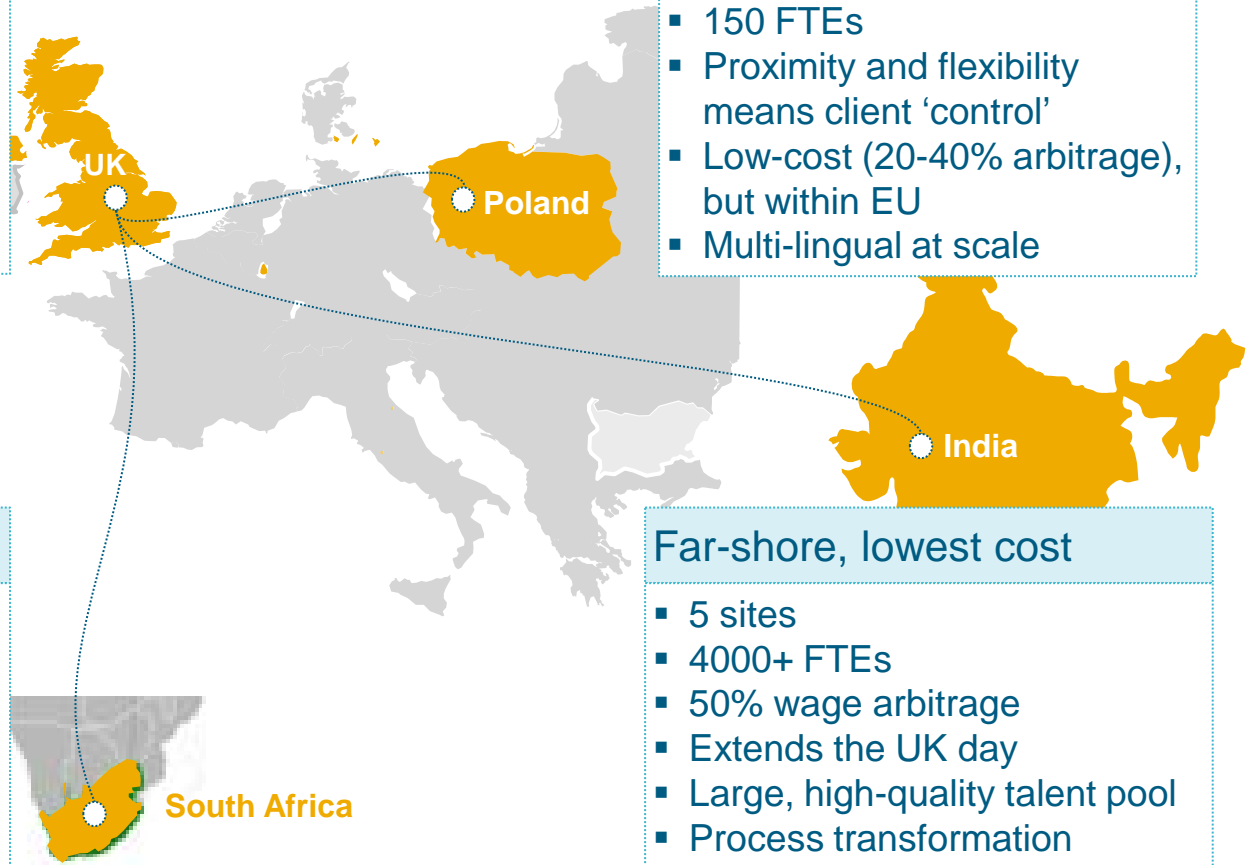 ▪ 150 FTEs
▪ Proximity and flexibility
means client ‘control’
▪ Low-cost (20-40% arbitrage),
but within EU
▪ Multi-lingual at scale
UK
Poland
India
Far-shore, lowest cost
▪ 5 sites
▪ 4000+ FTEs
▪ 50% wage arbitrage
▪ Extends the UK day
▪ Large, high-quality talent pool
▪ Process transformation
South Africa